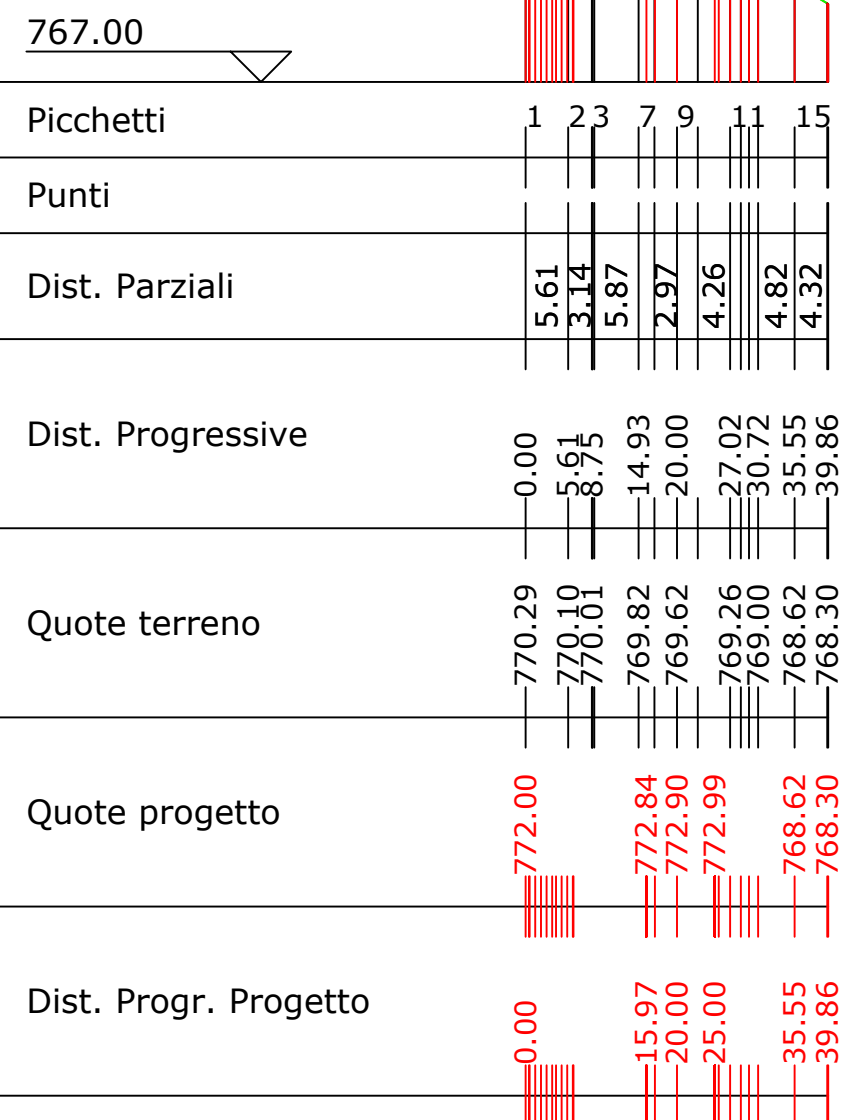 767.00
Picchetti 1 2 3 7 9 11 15
Punti
Dist. Parziali 5.61 3.14 5.87 2.97 4.26 4.82 4.32
Dist. Progressive 0.00 5.61 8.75 14.93 20.00 27.02 30.72 35.55 39.86
Quote terreno 770.29 770.10 770.01 769.82 769.62 769.26 769.00 768.62 768.30
Quote progetto 772.00 772.84 772.90 772.99 768.62 768.30
Dist. Progr. Progetto 0.00 15.97 20.00 25.00 35.55 39.86